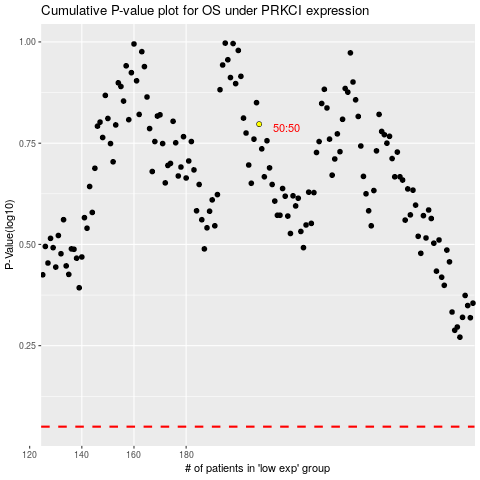 Cumulative P-value plot for OS under PRKCI expression
1.00
0.75
0.50
0.25
P-Value(log10)
50:50
120 140 160 180
# of patients in 'low exp' group